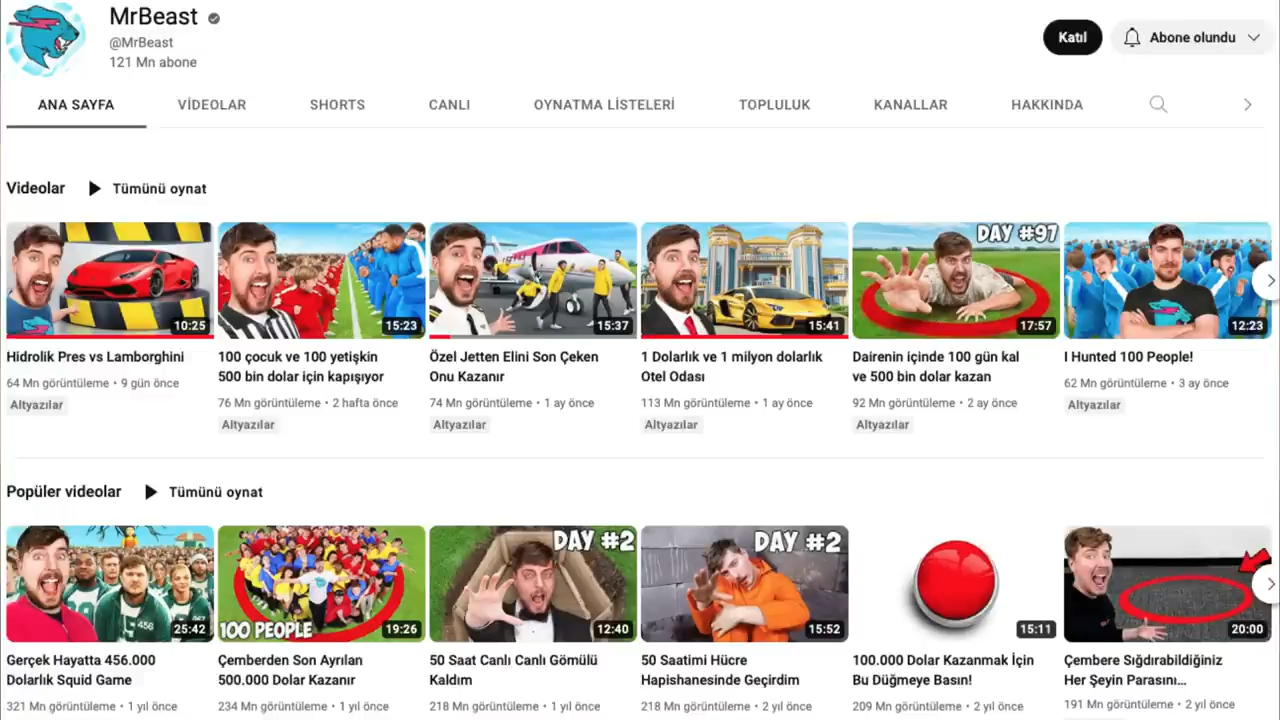 MrBeast
@MrBeast
121 Mn abone
Katıl
Abone olundu
ANA SAYFA
VİDEOLAR
SHORTS
CANLI
OYNATMA LİSTELERİ
TOPLULUK
KANALLAR
HAKKINDA
Videolar
Tümünü oynat
10:25
Hidrolik Pres vs Lamborghini
64 Mn görüntüleme • 9 gün önce
Altyazılar
15:23
100 çocuk ve 100 yetişkin
500 bin dolar için kapışıyor
76 Mn görüntüleme • 2 hafta önce
Altyazılar
15:37
Özel Jetten Elini Son Çeken
Onu Kazanır
74 Mn görüntüleme • 1 ay önce
Altyazılar
15:41
1 Dolarlık ve 1 milyon dolarlık
Otel Odası
113 Mn görüntüleme • 1 ay önce
Altyazılar
DAY #97
17:57
Dairenin içinde 100 gün kal
ve 500 bin dolar kazan
92 Mn görüntüleme • 2 ay önce
Altyazılar
12:23
I Hunted 100 People!
62 Mn görüntüleme • 3 ay önce
Altyazılar
Popüler videolar
Tümünü oynat
456
25:42
Gerçek Hayatta 456.000
Dolarlık Squid Game
321 Mn görüntüleme • 1 yıl önce
100 PEOPLE
19:26
Çemberden Son Ayrılan
500.000 Dolar Kazanır
234 Mn görüntüleme • 1 yıl önce
DAY #2
12:40
50 Saat Canlı Canlı Gömülü
Kaldım
218 Mn görüntüleme • 1 yıl önce
DAY #2
15:52
50 Saatimi Hücre
Hapishanesinde Geçirdim
218 Mn görüntüleme • 2 yıl önce
15:11
100.000 Dolar Kazanmak İçin
Bu Düğmeye Basın!
209 Mn görüntüleme • 2 yıl önce
20:00
Çembere Sığdırabildiğiniz
Her Şeyin Parasını...
191 Mn görüntüleme • 2 yıl önce